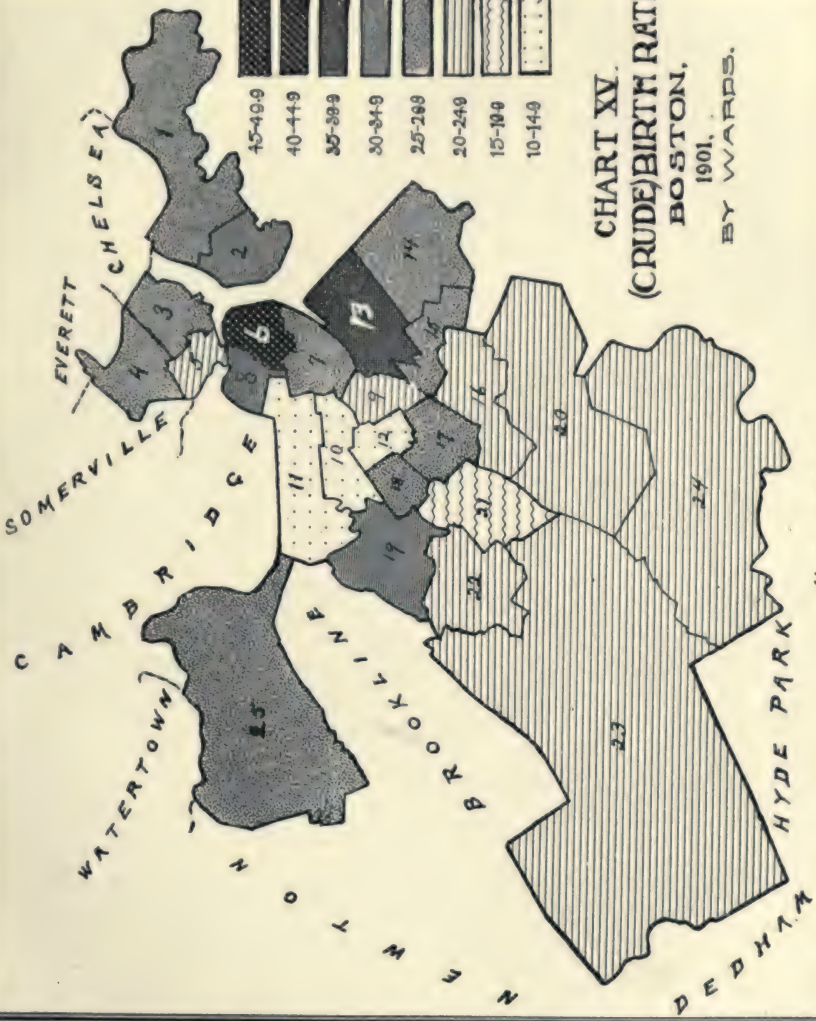 CHART XV.
(CRUDE) BIRTH RATE
BOSTON,
1901,
BY WARDS.
45-49.9
40-44.9
35-39.9
30-34.9
25-29.9
20-24.9
15-19.9
10-14.9
EVERETT
CHELSEA
SOMERVILLE
CAMBRIDGE
WATERTOWN
BROOKLINE
NEWTON
DEDHAM
HYDE PARK
1
2
3
4
5
6
7
8
9
10
11
12
13
14
15
16
17
18
19
20
21
22
23
24
25